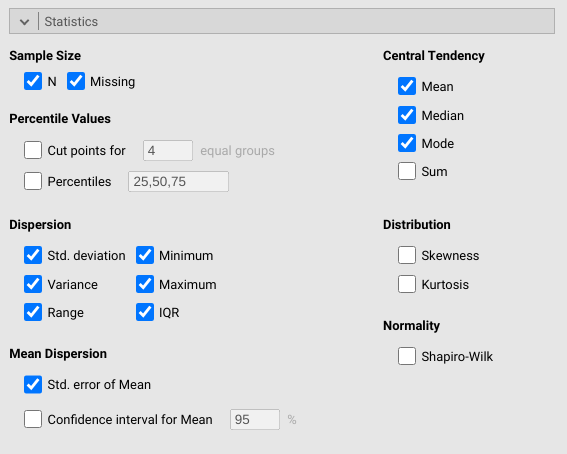 Statistics
Sample Size
N Missing
Percentile Values
Cut points for 4 equal groups
Percentiles 25,50,75
Central Tendency
Mean
Median
Mode
Sum
Dispersion
Std. deviation Minimum
Variance Maximum
Range IQR
Distribution
Skewness
Kurtosis
Mean Dispersion
Std. error of Mean
Confidence interval for Mean 95 %
Normality
Shapiro-Wilk